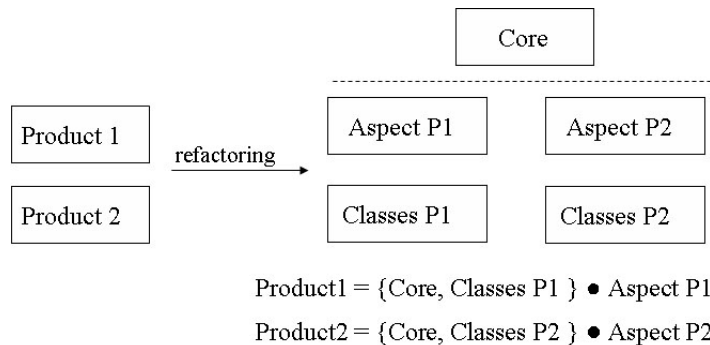 Core
Product 1
Product 2
refactoring
Aspect P1
Aspect P2
Classes P1
Classes P2
Product1 = {Core, Classes P1 } ● Aspect P1
Product2 = {Core, Classes P2 } ● Aspect P2